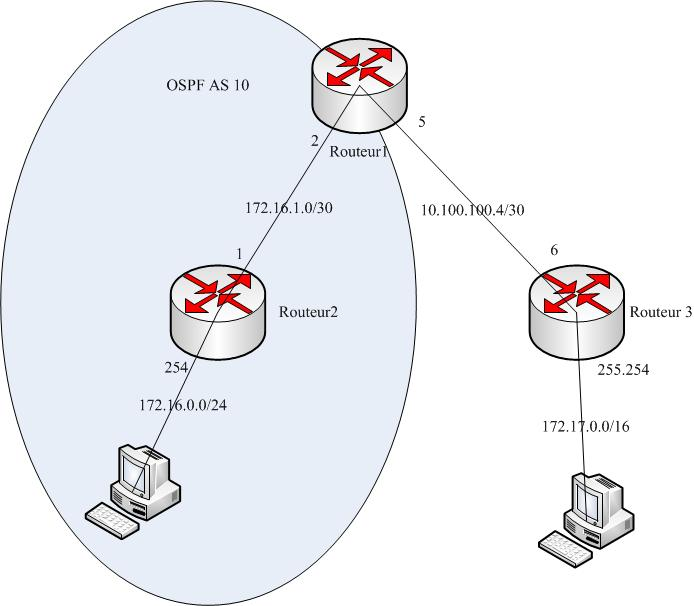 OSPF AS 10
2
5
Routeur1
172.16.1.0/30
10.100.100.4/30
1
6
Routeur2
Routeur 3
254
255.254
172.16.0.0/24
172.17.0.0/16